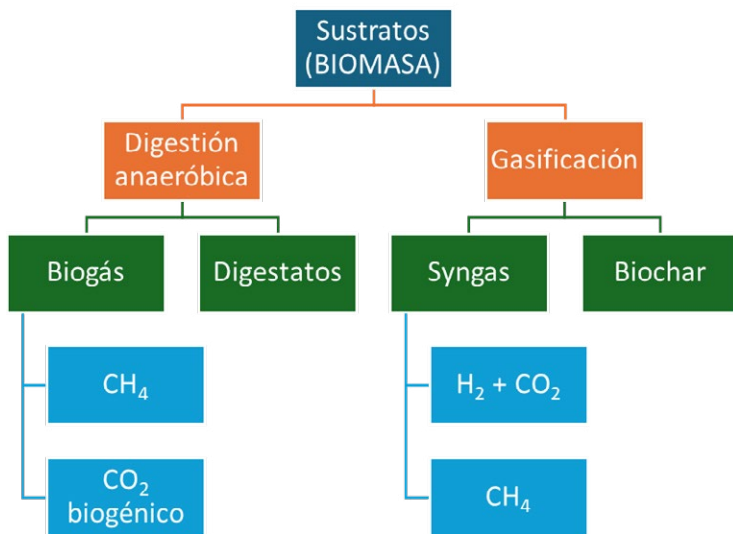 Sustratos
(BIOMASA)
Digestión
anaeróbica
Gasificación
Biogás
Digestatos
Syngas
Biochar
CH₄
H₂ + CO₂
CO₂
biogénico
CH₄